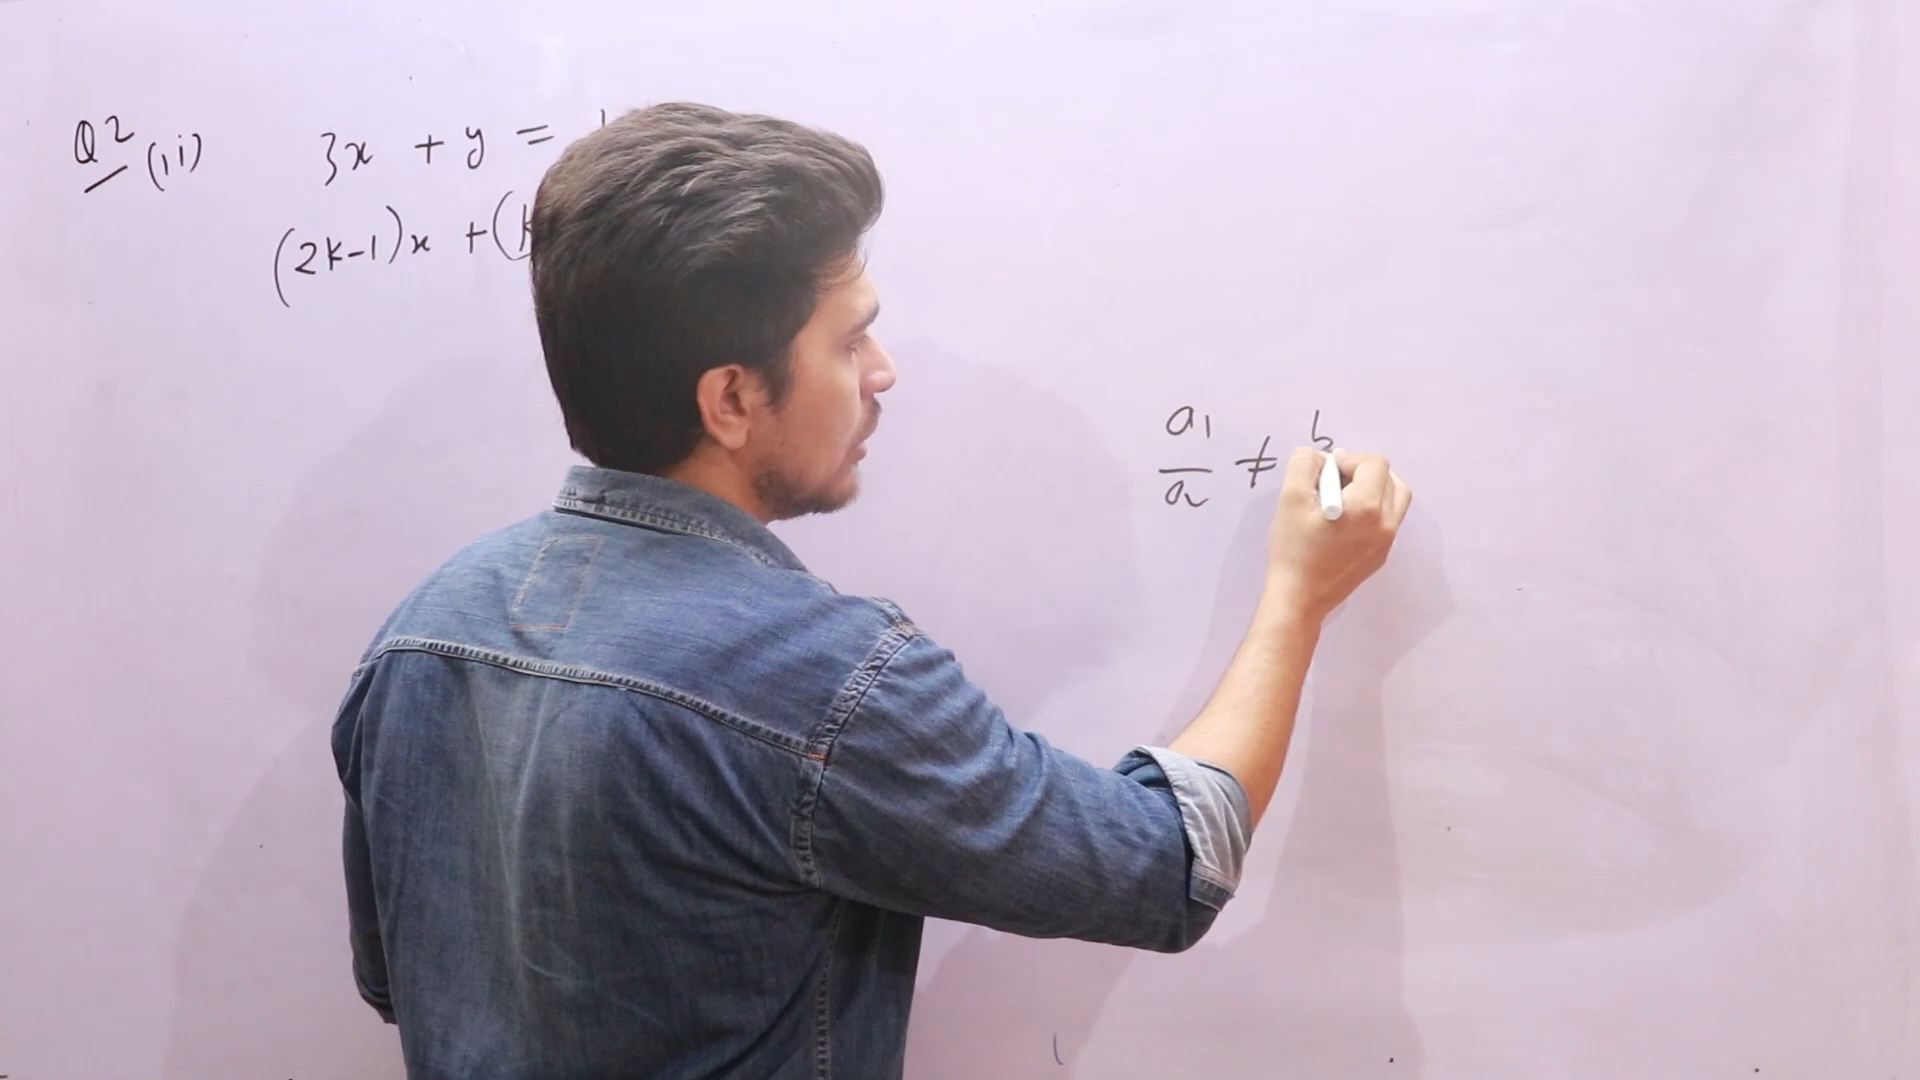 Q2 (ii) 3x + y =
(2k-1)x + (k
a1/a2 ≠ b